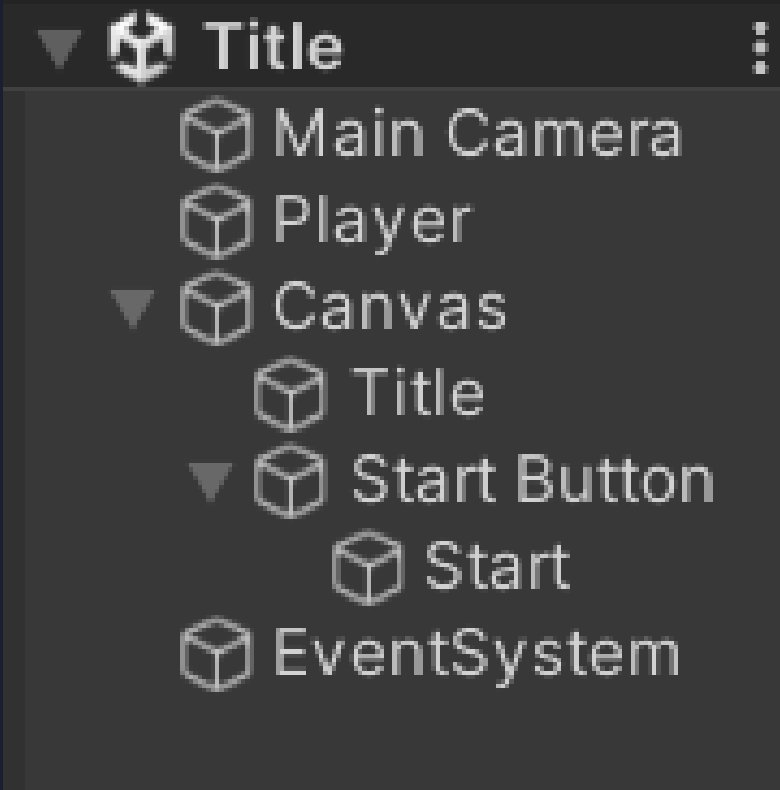 Title
Main Camera
Player
Canvas
Title
Start Button
Start
EventSystem